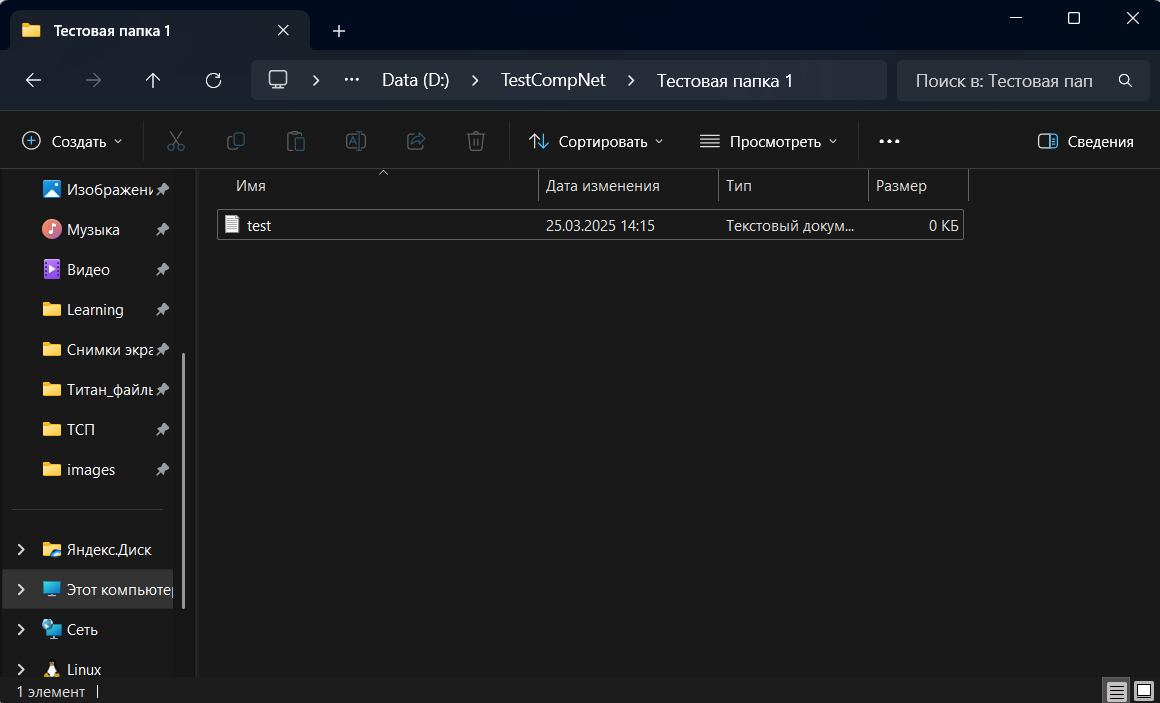 Тестовая папка 1
Data (D:) TestCompNet Тестовая папка 1 Поиск в: Тестовая пап
Создать Сортировать Просмотреть Сведения
Имя Дата изменения Тип Размер
test 25.03.2025 14:15 Текстовый докум... 0 КБ
Изображени
Музыка
Видео
Learning
Снимки экра
Титан_файль
ТСП
images
Яндекс.Диск
Этот компьютер
Сеть
Linux
1 элемент